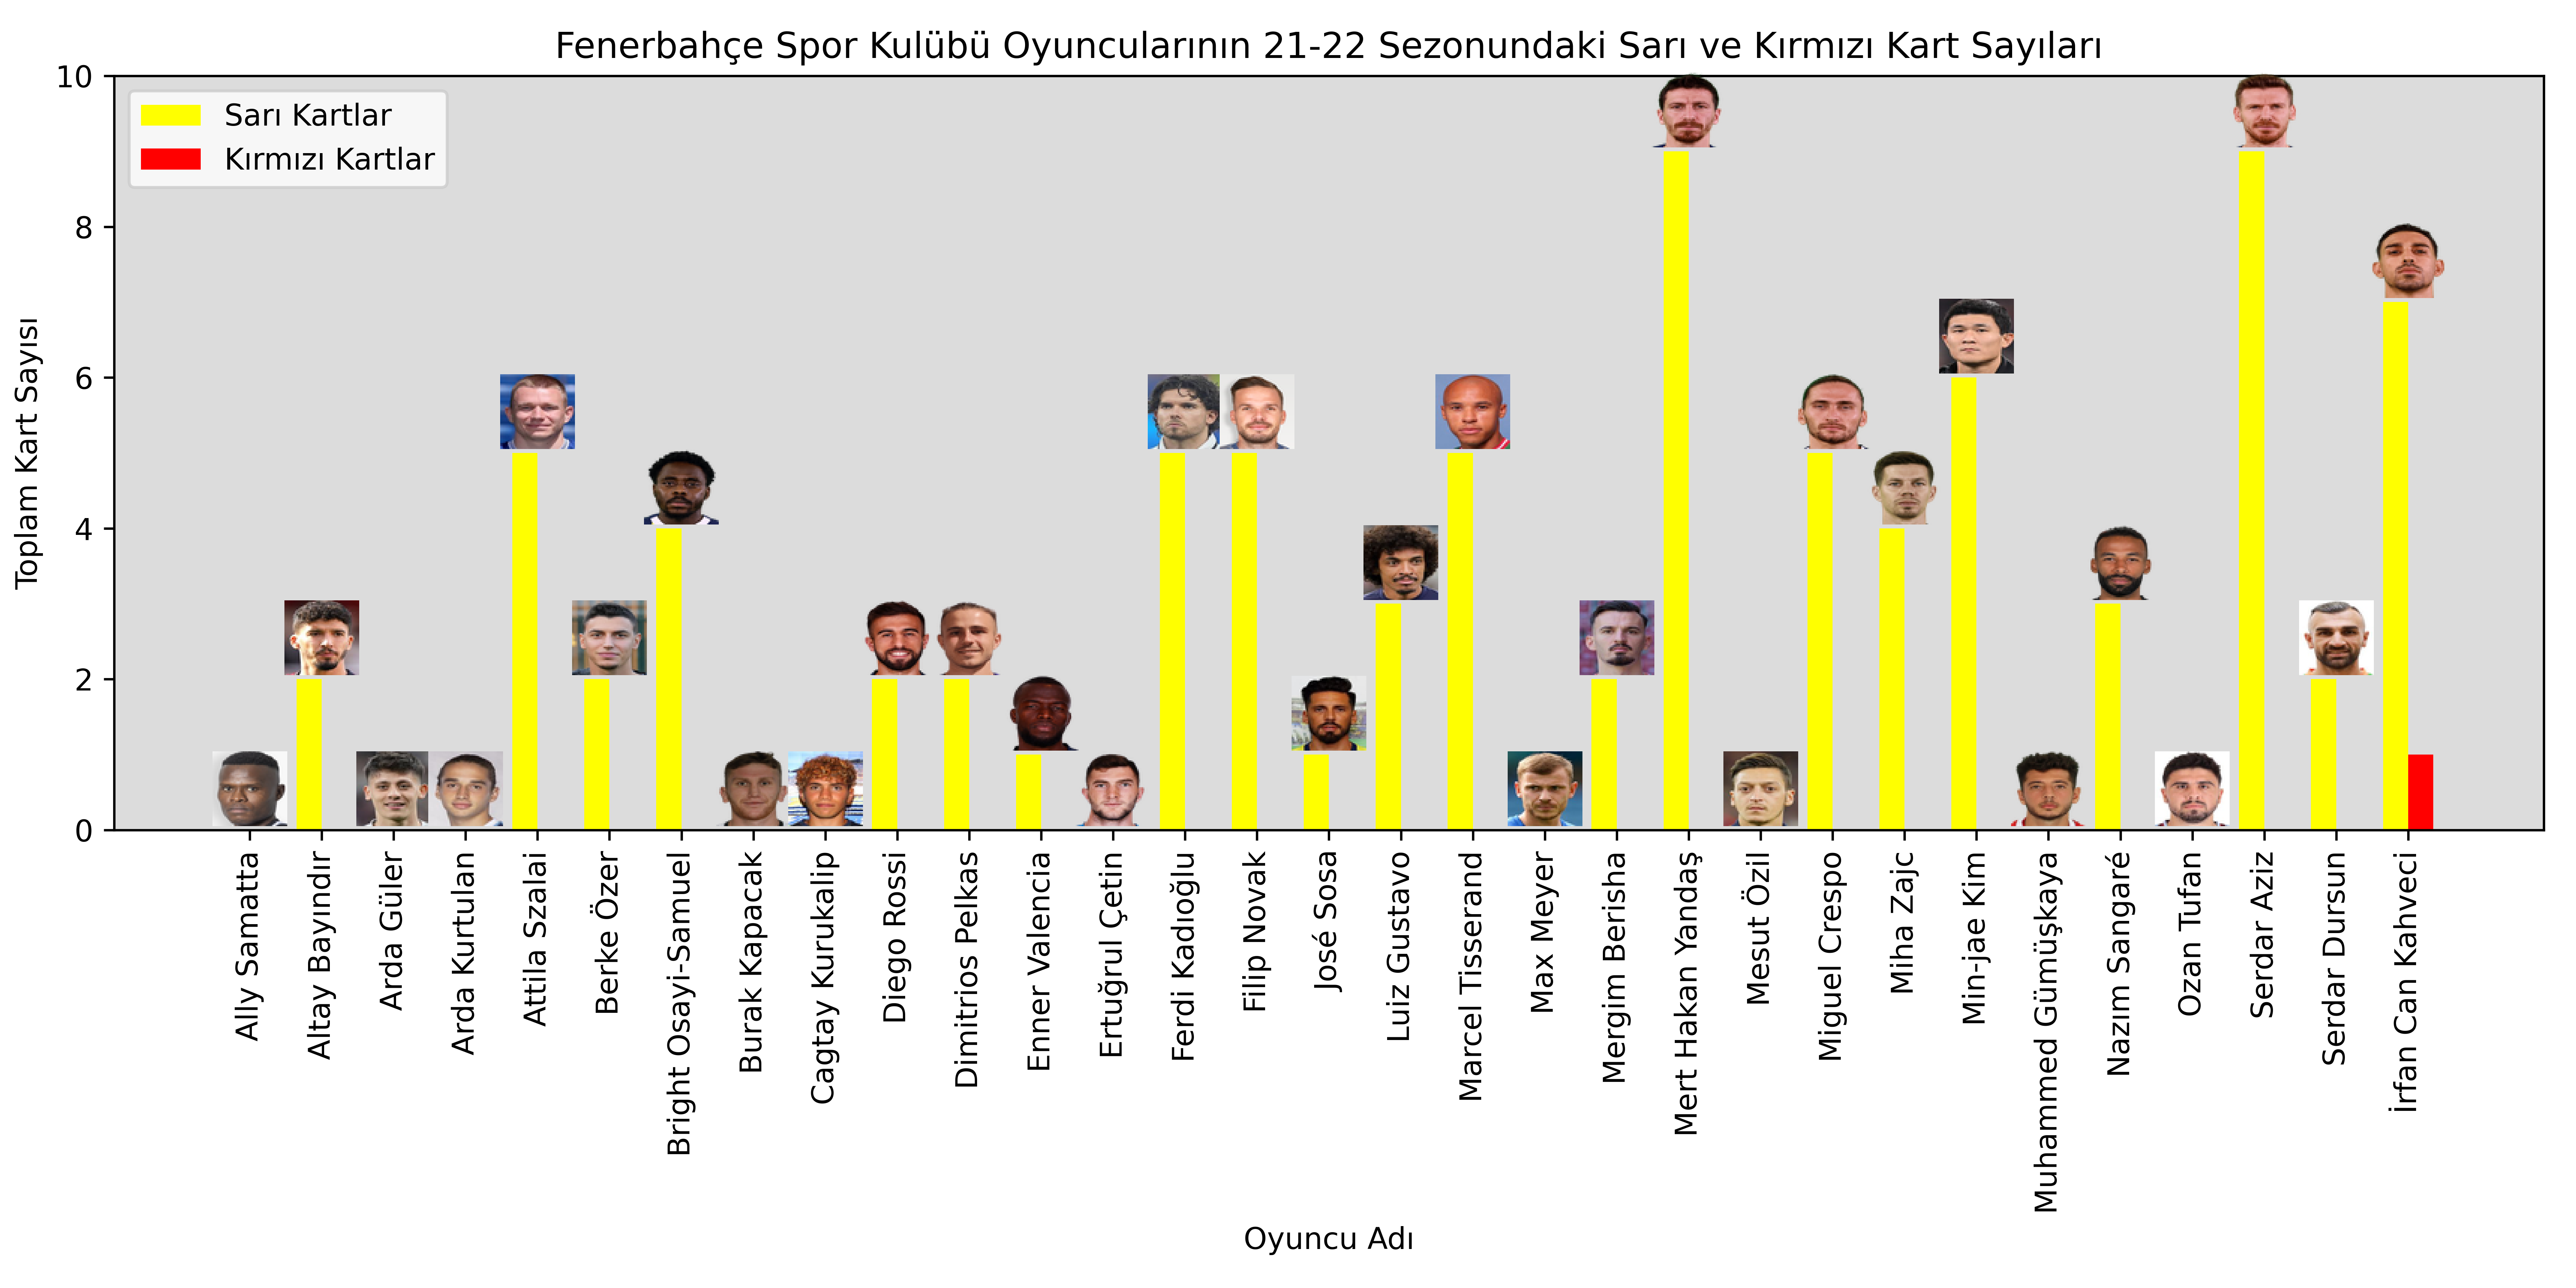 Fenerbahçe Spor Kulübü Oyuncularının 21-22 Sezonundaki Sarı ve Kırmızı Kart Sayıları
Sarı Kartlar
Kırmızı Kartlar
Toplam Kart Sayısı
10
8
6
4
2
0
Ally Samatta
Altay Bayındır
Arda Güler
Arda Kurtulan
Attila Szalai
Berke Özer
Bright Osayi-Samuel
Burak Kapacak
Cagtay Kurukalip
Diego Rossi
Dimitrios Pelkas
Enner Valencia
Ertuğrul Çetin
Ferdi Kadıoğlu
Filip Novak
José Sosa
Luiz Gustavo
Marcel Tisserand
Max Meyer
Mergim Berisha
Mert Hakan Yandaş
Mesut Özil
Miguel Crespo
Miha Zajc
Min-jae Kim
Muhammed Gümüşkaya
Nazım Sangaré
Ozan Tufan
Serdar Aziz
Serdar Dursun
İrfan Can Kahveci
Oyuncu Adı